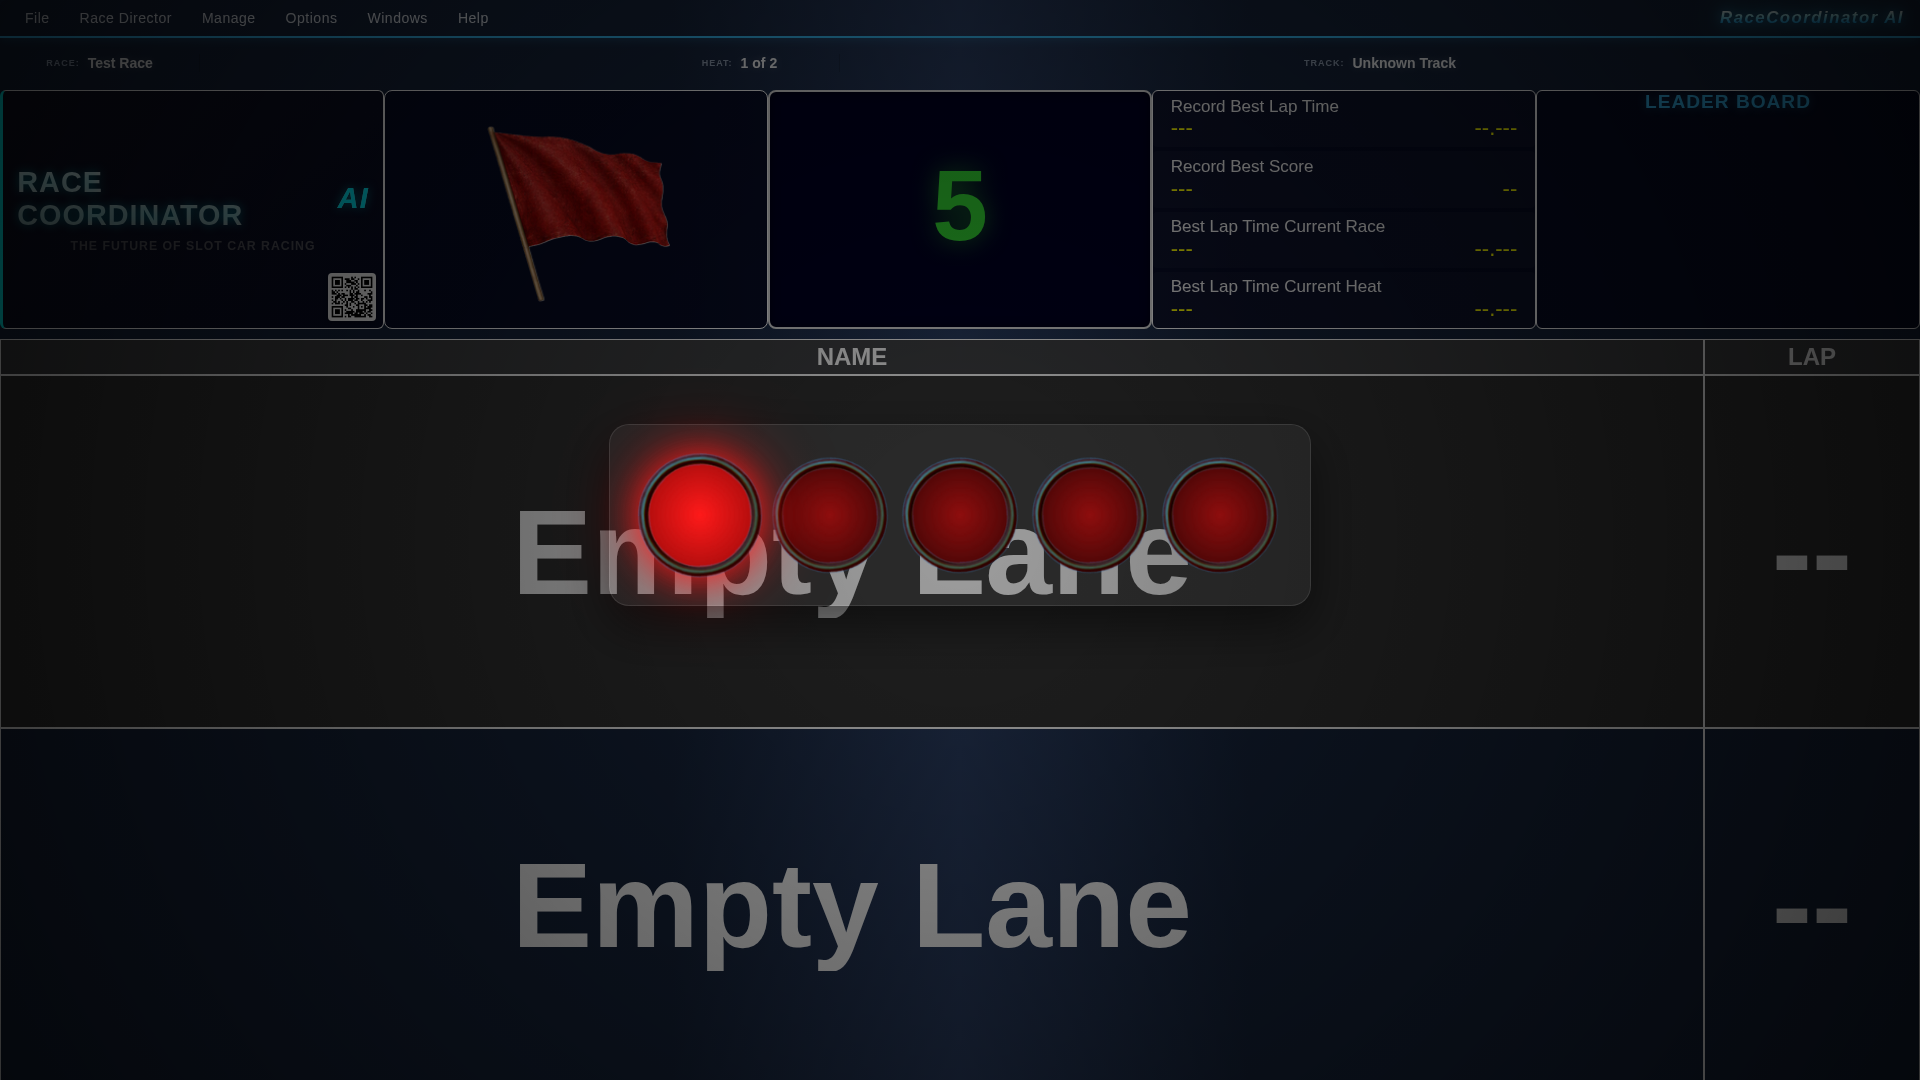 File Race Director Manage Options Windows Help RaceCoordinator AI
RACE: Test Race HEAT: 1 of 2 TRACK: Unknown Track
RACE
COORDINATOR AI
THE FUTURE OF SLOT CAR RACING
5
Record Best Lap Time
--- --.---
Record Best Score
--- --
Best Lap Time Current Race
--- --.---
Best Lap Time Current Heat
--- --.---
LEADER BOARD
NAME LAP
Empty Lane --
Empty Lane --